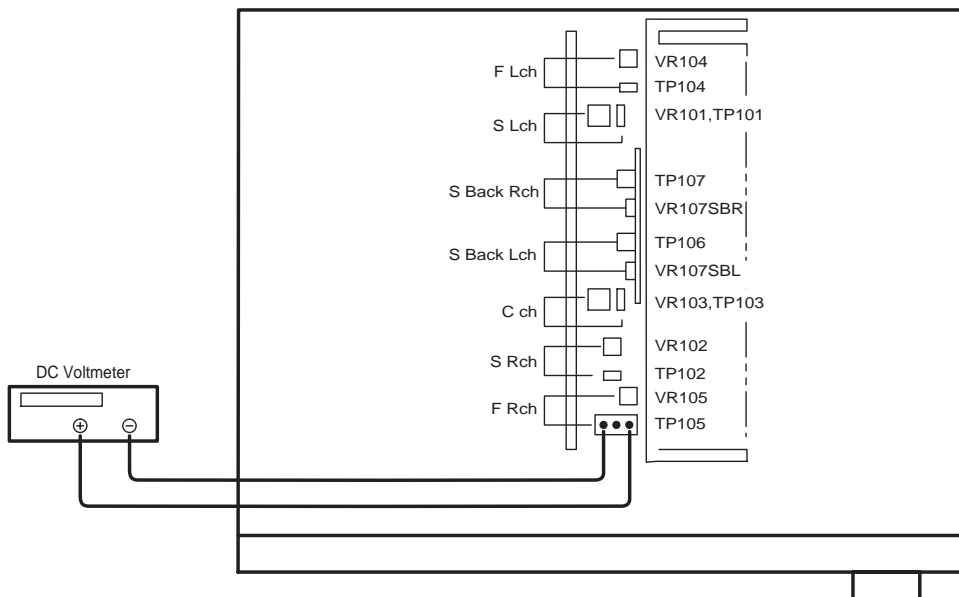 F Lch
VR104
TP104
S Lch
VR101,TP101
S Back Rch
TP107
VR107SBR
S Back Lch
TP106
VR107SBL
C ch
VR103,TP103
S Rch
VR102
TP102
F Rch
VR105
TP105
DC Voltmeter
+ −